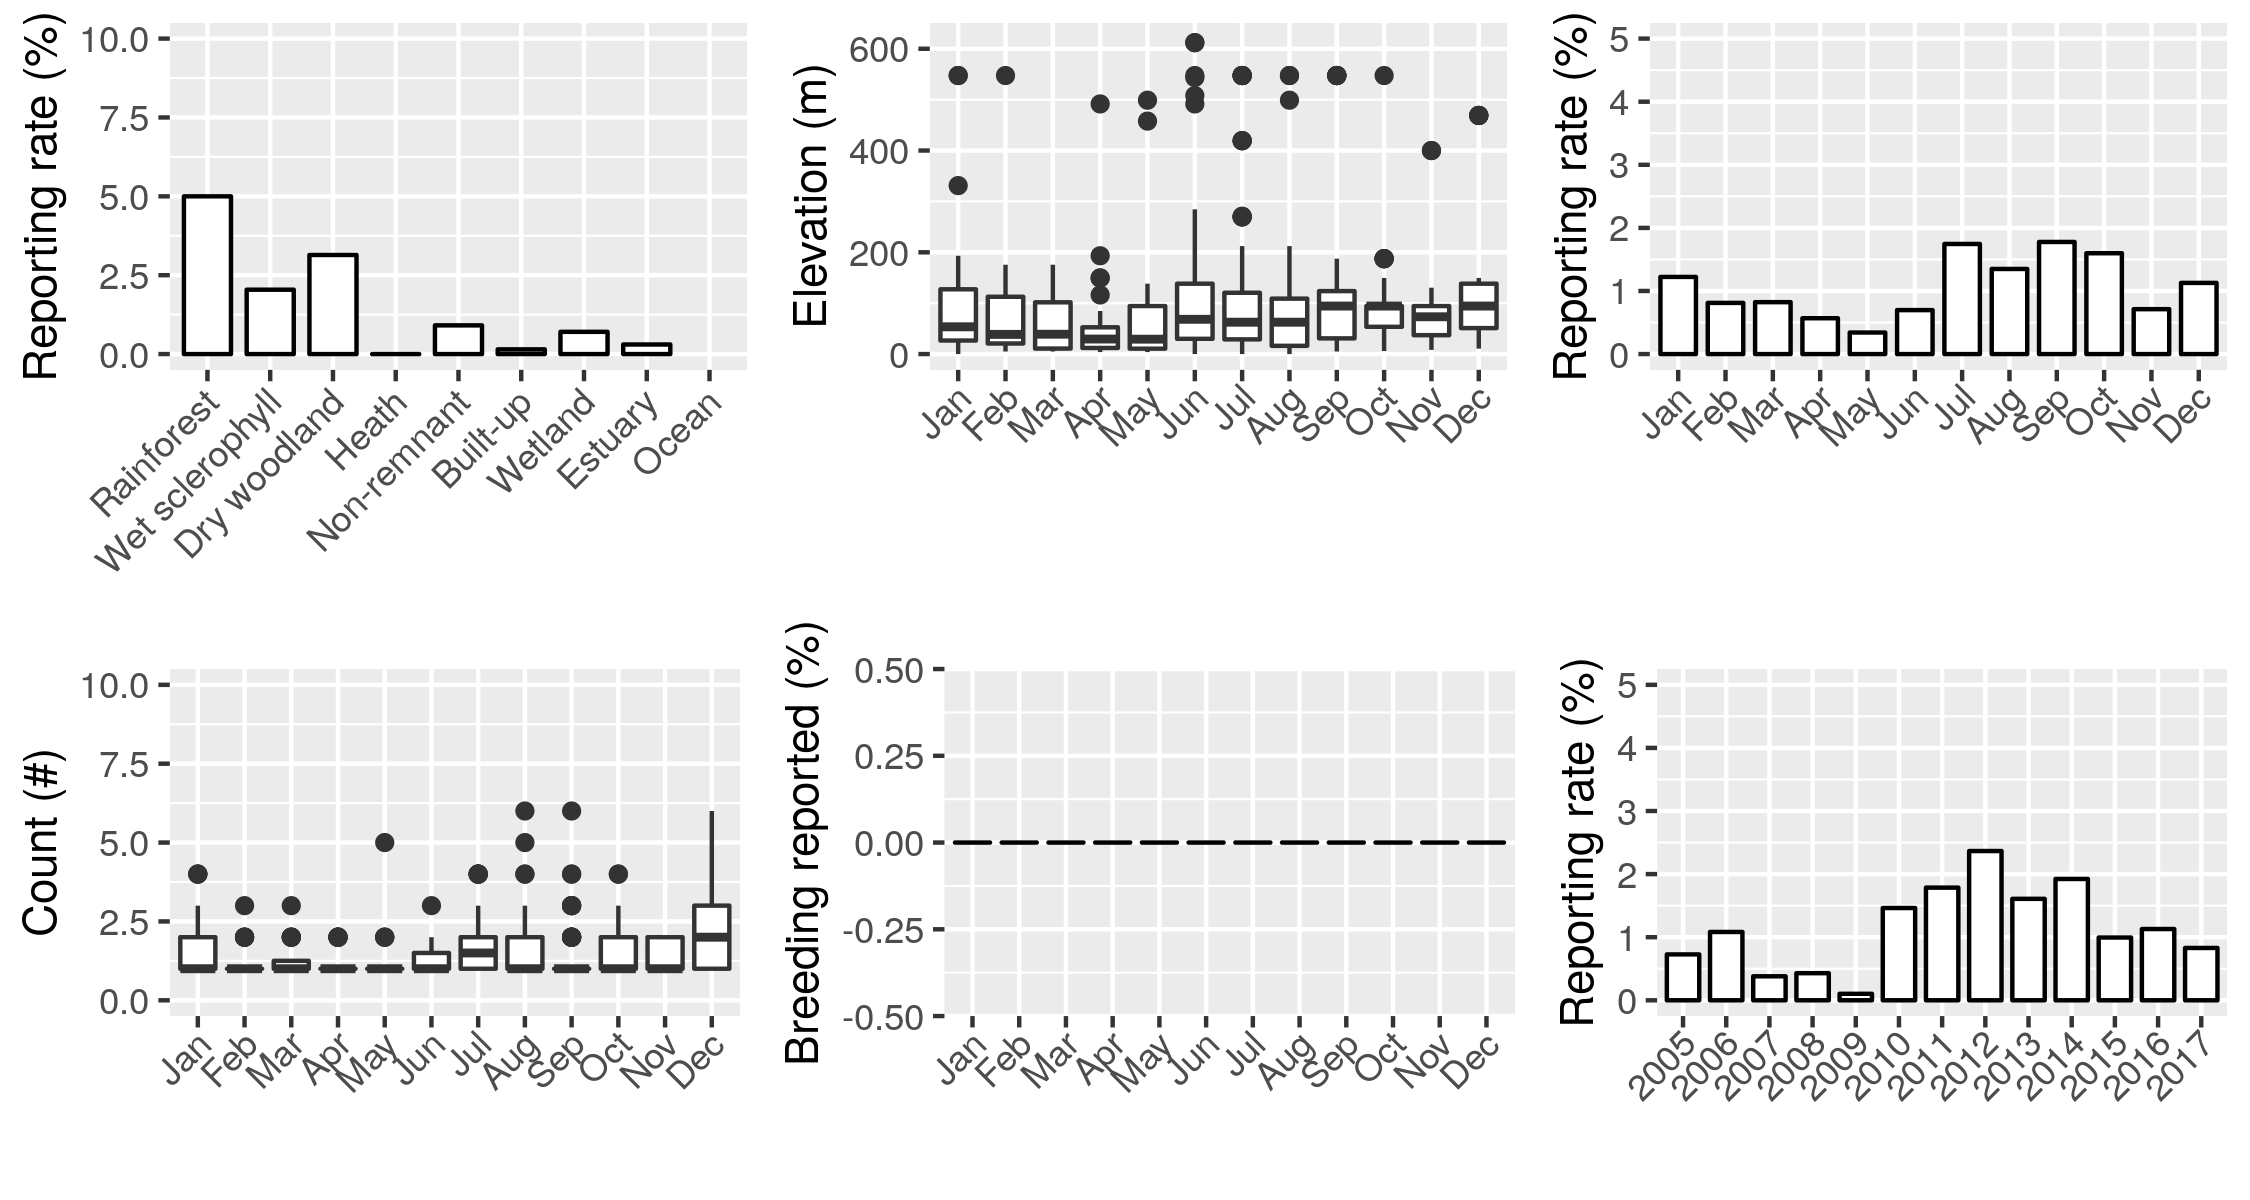 Reporting rate (%)
10.0
7.5
5.0
2.5
0.0
Rainforest
Wet sclerophyll
Dry woodland
Heath
Non-remnant
Built-up
Wetland
Estuary
Ocean
Elevation (m)
600
400
200
0
Jan
Feb
Mar
Apr
May
Jun
Jul
Aug
Sep
Oct
Nov
Dec
Reporting rate (%)
5
4
3
2
1
0
Jan
Feb
Mar
Apr
May
Jun
Jul
Aug
Sep
Oct
Nov
Dec
Count (#)
10.0
7.5
5.0
2.5
0.0
Jan
Feb
Mar
Apr
May
Jun
Jul
Aug
Sep
Oct
Nov
Dec
Breeding reported (%)
0.50
0.25
0.00
-0.25
-0.50
Jan
Feb
Mar
Apr
May
Jun
Jul
Aug
Sep
Oct
Nov
Dec
Reporting rate (%)
5
4
3
2
1
0
2005
2006
2007
2008
2009
2010
2011
2012
2013
2014
2015
2016
2017